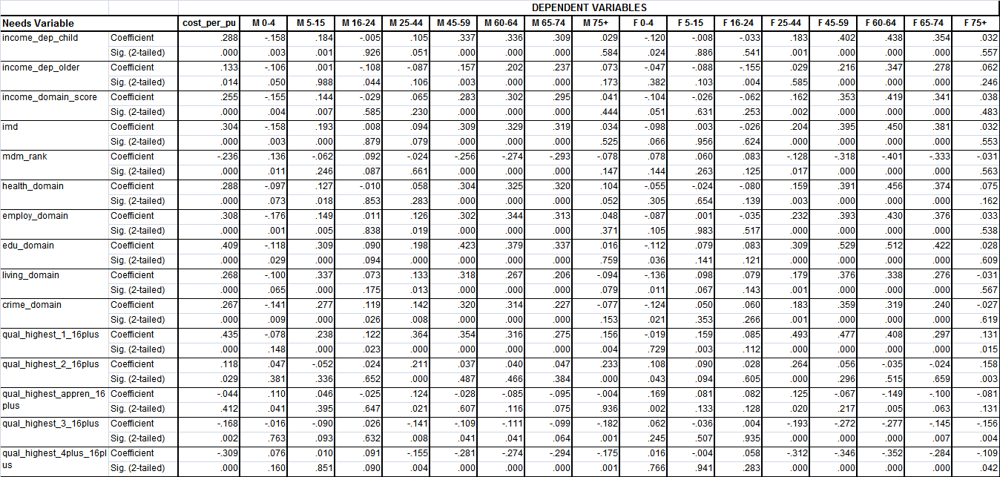 DEPENDENT VARIABLES
Needs Variable cost_per_pu M 0-4 M 5-15 M 16-24 M 25-44 M 45-59 M 60-64 M 65-74 M 75+ F 0-4 F 5-15 F 16-24 F 25-44 F 45-59 F 60-64 F 65-74 F 75+
income_dep_child Coefficient .288 -.158 .184 -.005 .105 .337 .336 .309 .029 -.120 -.008 -.033 .183 .402 .438 .354 .032
Sig. (2-tailed) .000 .003 .001 .926 .051 .000 .000 .000 .584 .024 .886 .541 .001 .000 .000 .000 .557
income_dep_older Coefficient .133 -.106 .001 -.108 -.087 .157 .202 .237 .073 -.047 -.088 -.155 .029 .216 .347 .278 .062
Sig. (2-tailed) .014 .050 .988 .044 .106 .003 .000 .000 .173 .382 .103 .004 .585 .000 .000 .000 .246
income_domain_score Coefficient .255 -.155 .144 -.029 .065 .283 .302 .295 .041 -.104 -.026 -.062 .162 .353 .419 .341 .038
Sig. (2-tailed) .000 .004 .007 .585 .230 .000 .000 .000 .444 .051 .631 .253 .002 .000 .000 .000 .483
imd Coefficient .304 -.158 .193 .008 .094 .309 .329 .319 .034 -.098 .003 -.026 .204 .395 .450 .381 .032
Sig. (2-tailed) .000 .003 .000 .879 .079 .000 .000 .000 .525 .066 .956 .624 .000 .000 .000 .000 .553
mdm_rank Coefficient -.236 .136 -.062 .092 -.024 -.256 -.274 -.293 -.078 .078 .060 .083 -.128 -.318 -.401 -.333 -.031
Sig. (2-tailed) .000 .011 .246 .087 .661 .000 .000 .000 .147 .144 .263 .125 .017 .000 .000 .000 .563
health_domain Coefficient .288 -.097 .127 -.010 .058 .304 .325 .320 .104 -.055 -.024 -.080 .159 .391 .456 .374 .075
Sig. (2-tailed) .000 .073 .018 .853 .283 .000 .000 .000 .052 .305 .654 .139 .003 .000 .000 .000 .162
employ_domain Coefficient .308 -.176 .149 .011 .126 .302 .344 .313 .048 -.087 .001 -.035 .232 .393 .430 .376 .033
Sig. (2-tailed) .000 .001 .005 .838 .019 .000 .000 .000 .371 .105 .983 .517 .000 .000 .000 .000 .538
edu_domain Coefficient .409 -.118 .309 .090 .198 .423 .379 .337 .016 -.112 .079 .083 .309 .529 .512 .422 .028
Sig. (2-tailed) .000 .029 .000 .094 .000 .000 .000 .000 .759 .036 .141 .121 .000 .000 .000 .000 .609
living_domain Coefficient .268 -.100 .337 .073 .133 .318 .267 .206 -.094 -.136 .098 .079 .179 .376 .338 .276 -.031
Sig. (2-tailed) .000 .065 .000 .175 .013 .000 .000 .000 .079 .011 .067 .143 .001 .000 .000 .000 .567
crime_domain Coefficient .267 -.141 .277 .119 .142 .320 .314 .227 -.077 -.124 .050 .060 .183 .359 .319 .240 -.027
Sig. (2-tailed) .000 .009 .000 .026 .008 .000 .000 .000 .153 .021 .353 .266 .001 .000 .000 .000 .619
qual_highest_1_16plus Coefficient .435 -.078 .238 .122 .364 .354 .316 .275 .156 -.019 .159 .085 .493 .477 .408 .297 .131
Sig. (2-tailed) .000 .148 .000 .023 .000 .000 .000 .000 .004 .729 .003 .112 .000 .000 .000 .000 .015
qual_highest_2_16plus Coefficient .118 .047 -.052 .024 .211 .037 .040 .047 .233 .108 .090 .028 .264 .056 -.035 -.024 .158
Sig. (2-tailed) .029 .381 .336 .652 .000 .487 .466 .384 .000 .043 .094 .605 .000 .296 .515 .659 .003
qual_highest_appren_16 Coefficient -.044 .110 .046 -.025 .124 -.028 -.085 -.095 -.004 .169 .081 .082 .125 -.067 -.149 -.100 -.081
plus Sig. (2-tailed) .412 .041 .395 .647 .021 .607 .116 .075 .936 .002 .133 .128 .020 .217 .005 .063 .131
qual_highest_3_16plus Coefficient -.168 -.016 -.090 .026 -.141 -.109 -.111 -.099 -.182 .062 -.036 .004 -.193 -.272 -.277 -.145 -.156
Sig. (2-tailed) .002 .763 .093 .632 .008 .041 .041 .064 .001 .245 .507 .935 .000 .000 .000 .007 .004
qual_highest_4plus_16pl Coefficient -.309 .076 .010 .091 -.155 -.281 -.274 -.294 -.175 .016 -.004 .058 -.312 -.346 -.352 -.284 -.109
us Sig. (2-tailed) .000 .160 .851 .090 .004 .000 .000 .000 .001 .766 .941 .283 .000 .000 .000 .000 .042